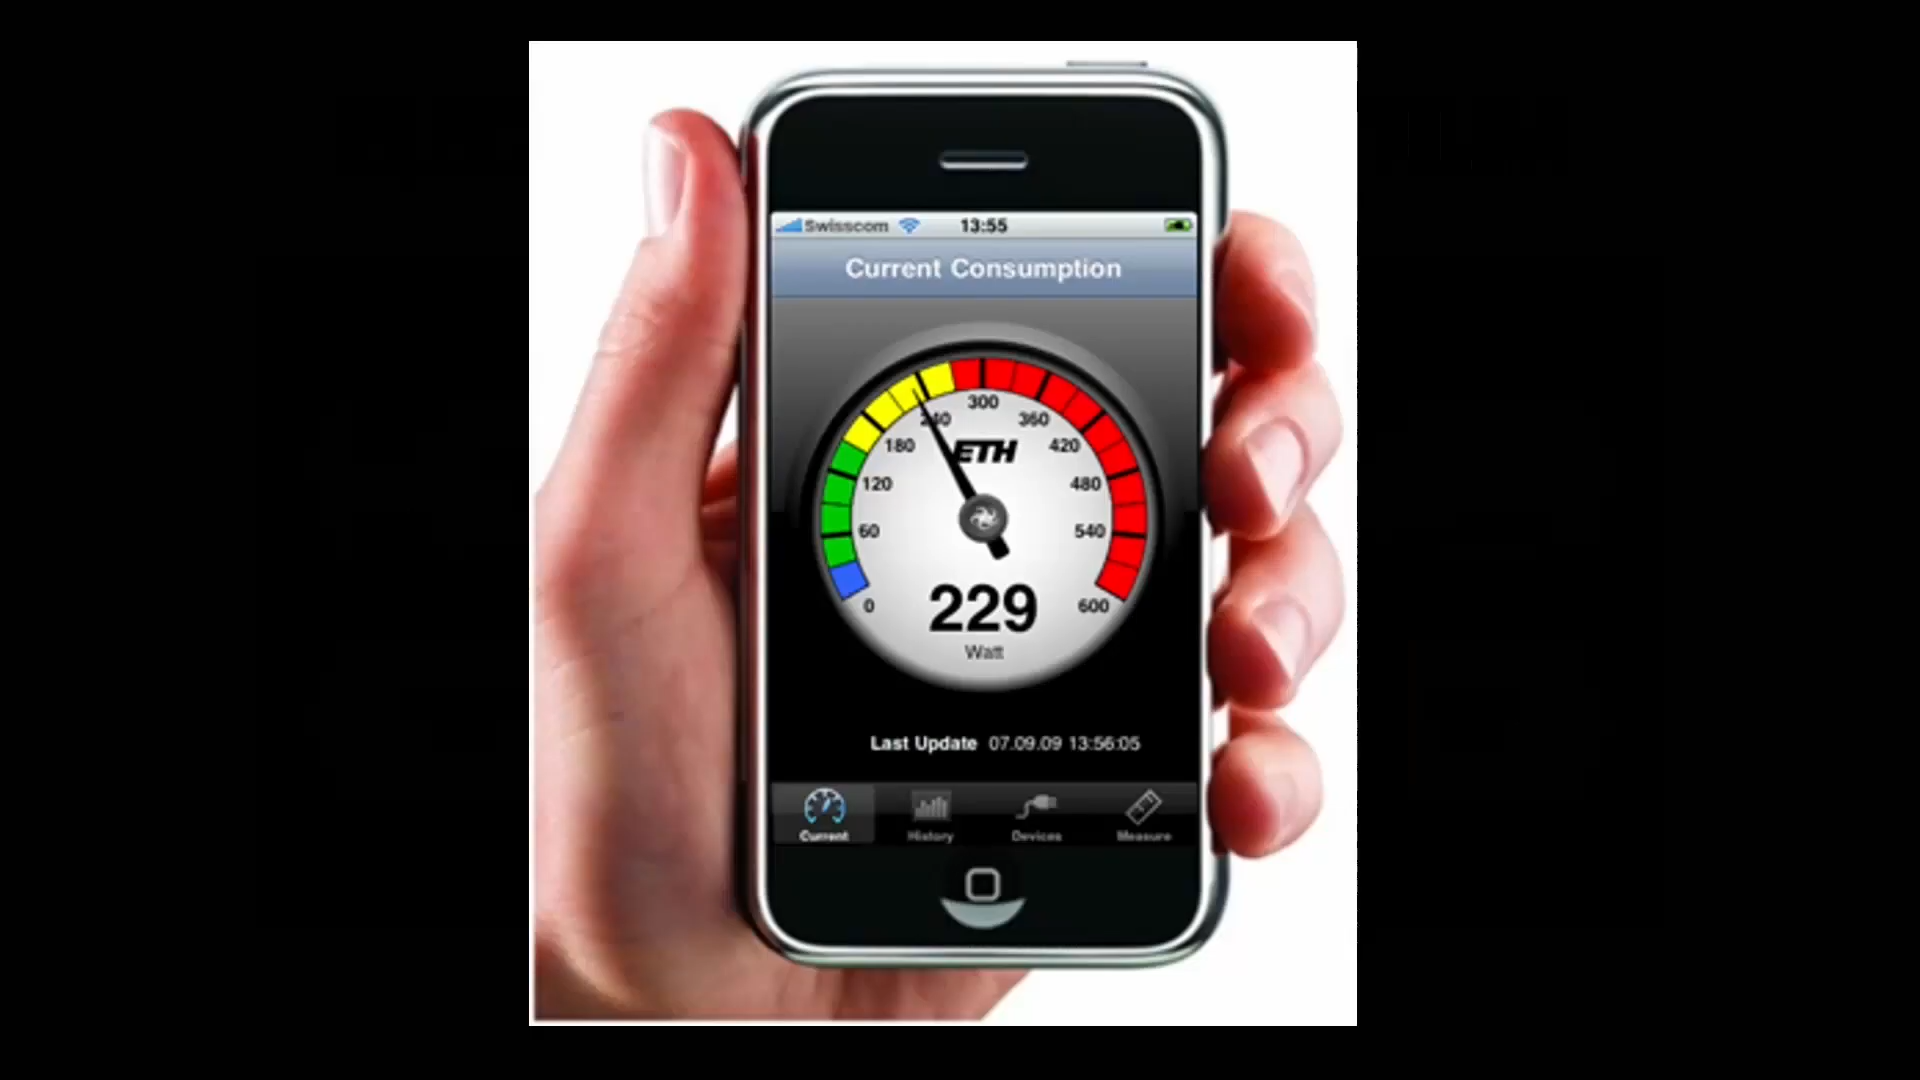 Swisscom 13:55
Current Consumption
300
240 360
180 420
ETH
120 480
60 540
0 600
229
Watt
Last Update 07.09.09 13:56:05
Current History Devices Measure